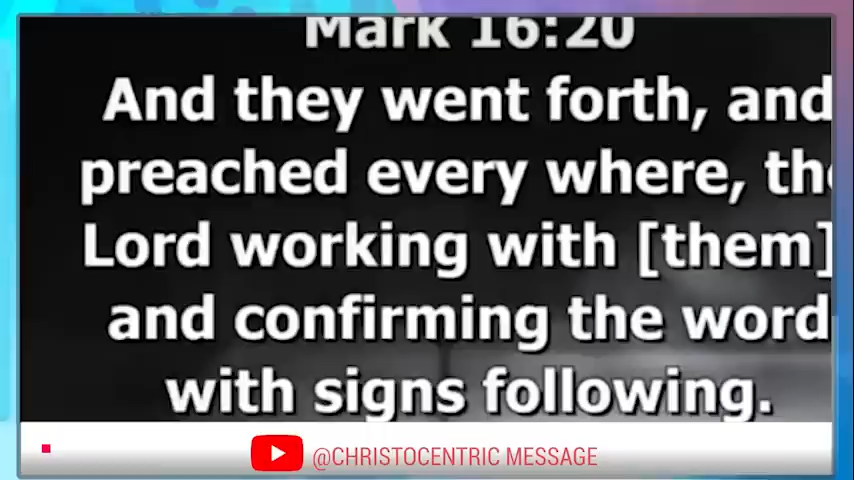 Mark 16:20
And they went forth, and
preached every where, the
Lord working with [them]
and confirming the word
with signs following.
@CHRISTOCENTRIC MESSAGE